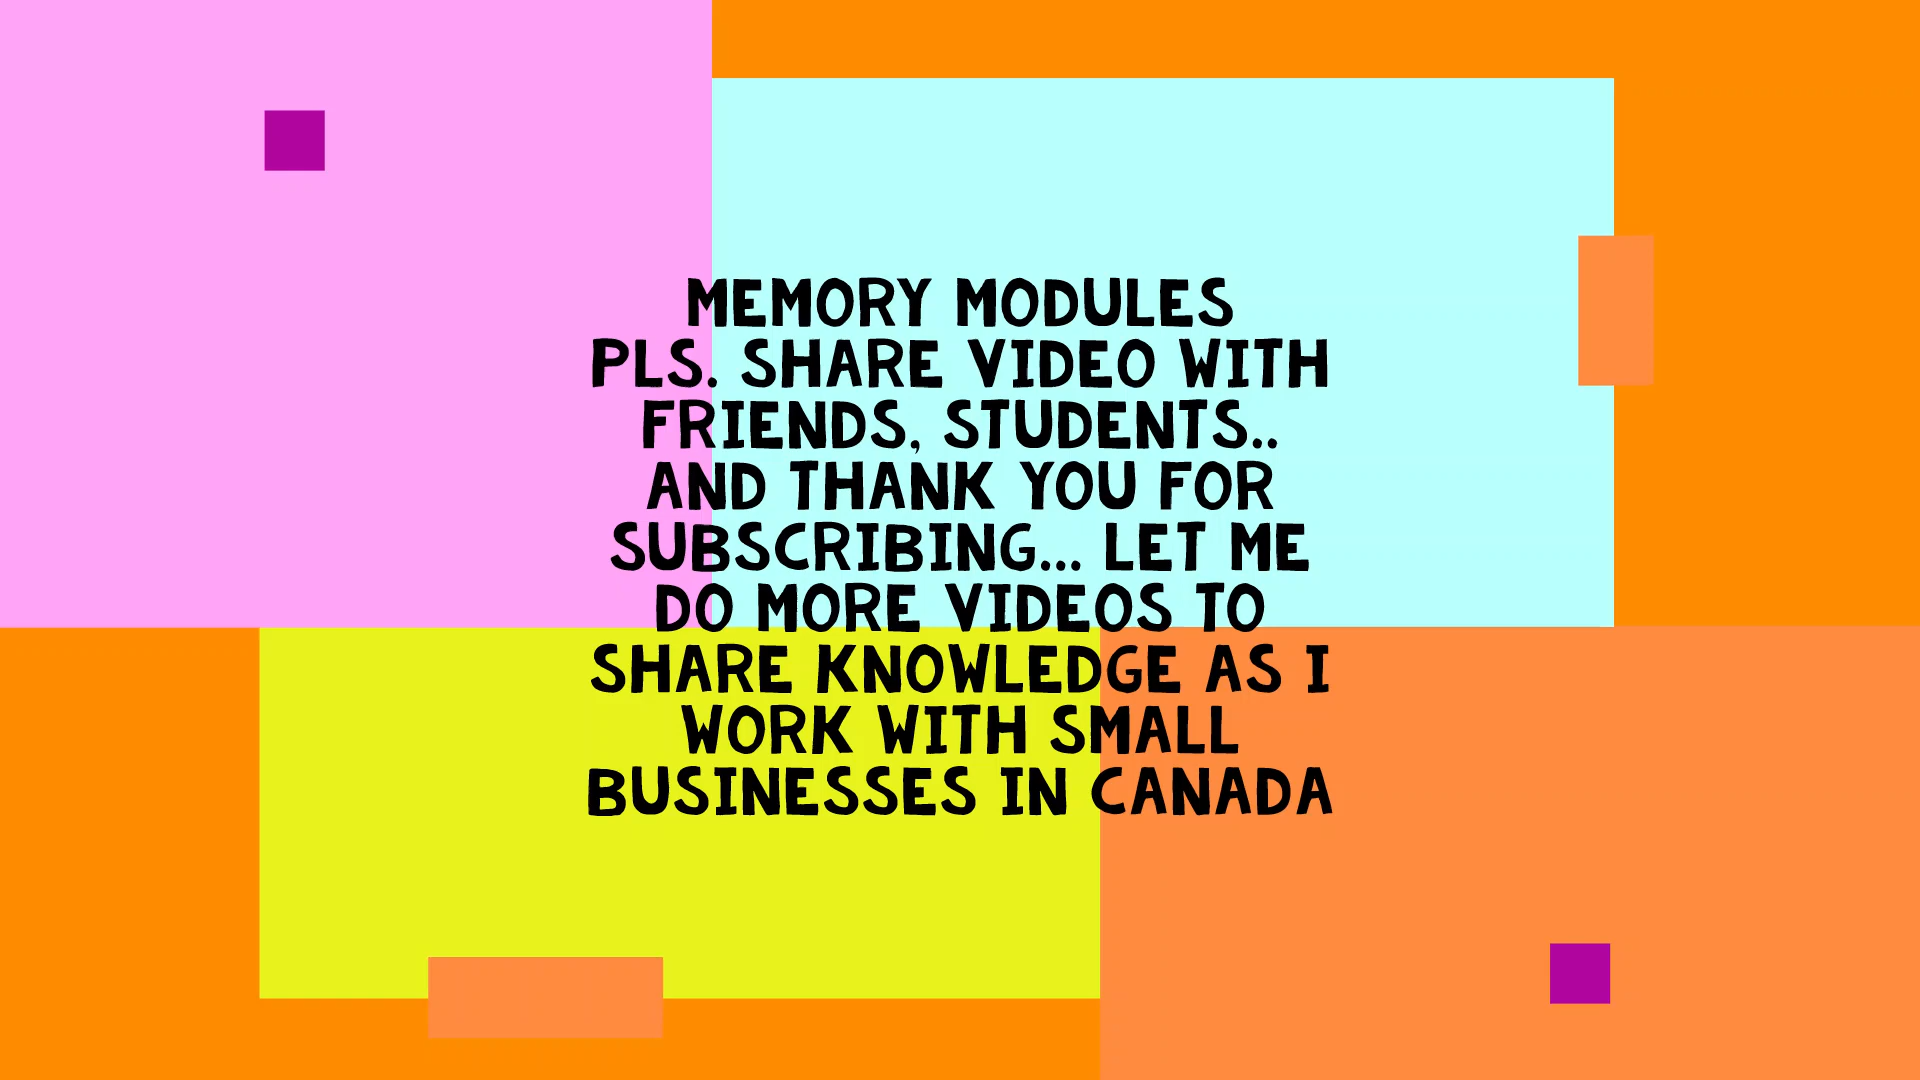 MEMORY MODULES
PLS. SHARE VIDEO WITH
FRIENDS, STUDENTS..
AND THANK YOU FOR
SUBSCRIBING... LET ME
DO MORE VIDEOS TO
SHARE KNOWLEDGE AS I
WORK WITH SMALL
BUSINESSES IN CANADA